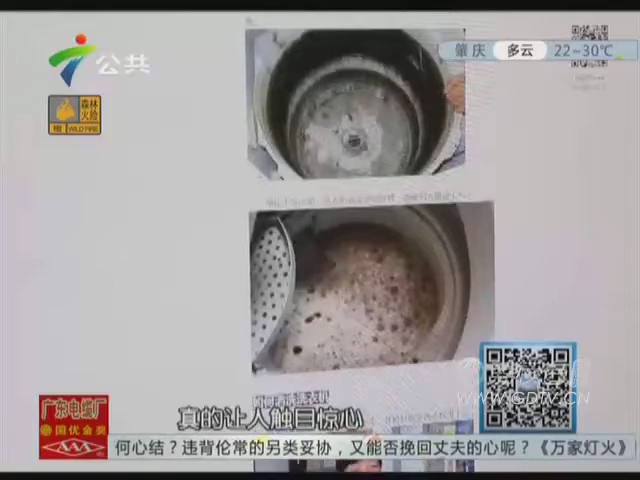 公共
肇庆 多云 22~30℃
森林
火险
橙 WILD FIRE
真的让人触目惊心
WWW.GDTV.CN
广东电缆厂
国优金奖
AAA
何心结？违背伦常的另类妥协，又能否挽回丈夫的心呢？《万家灯火》